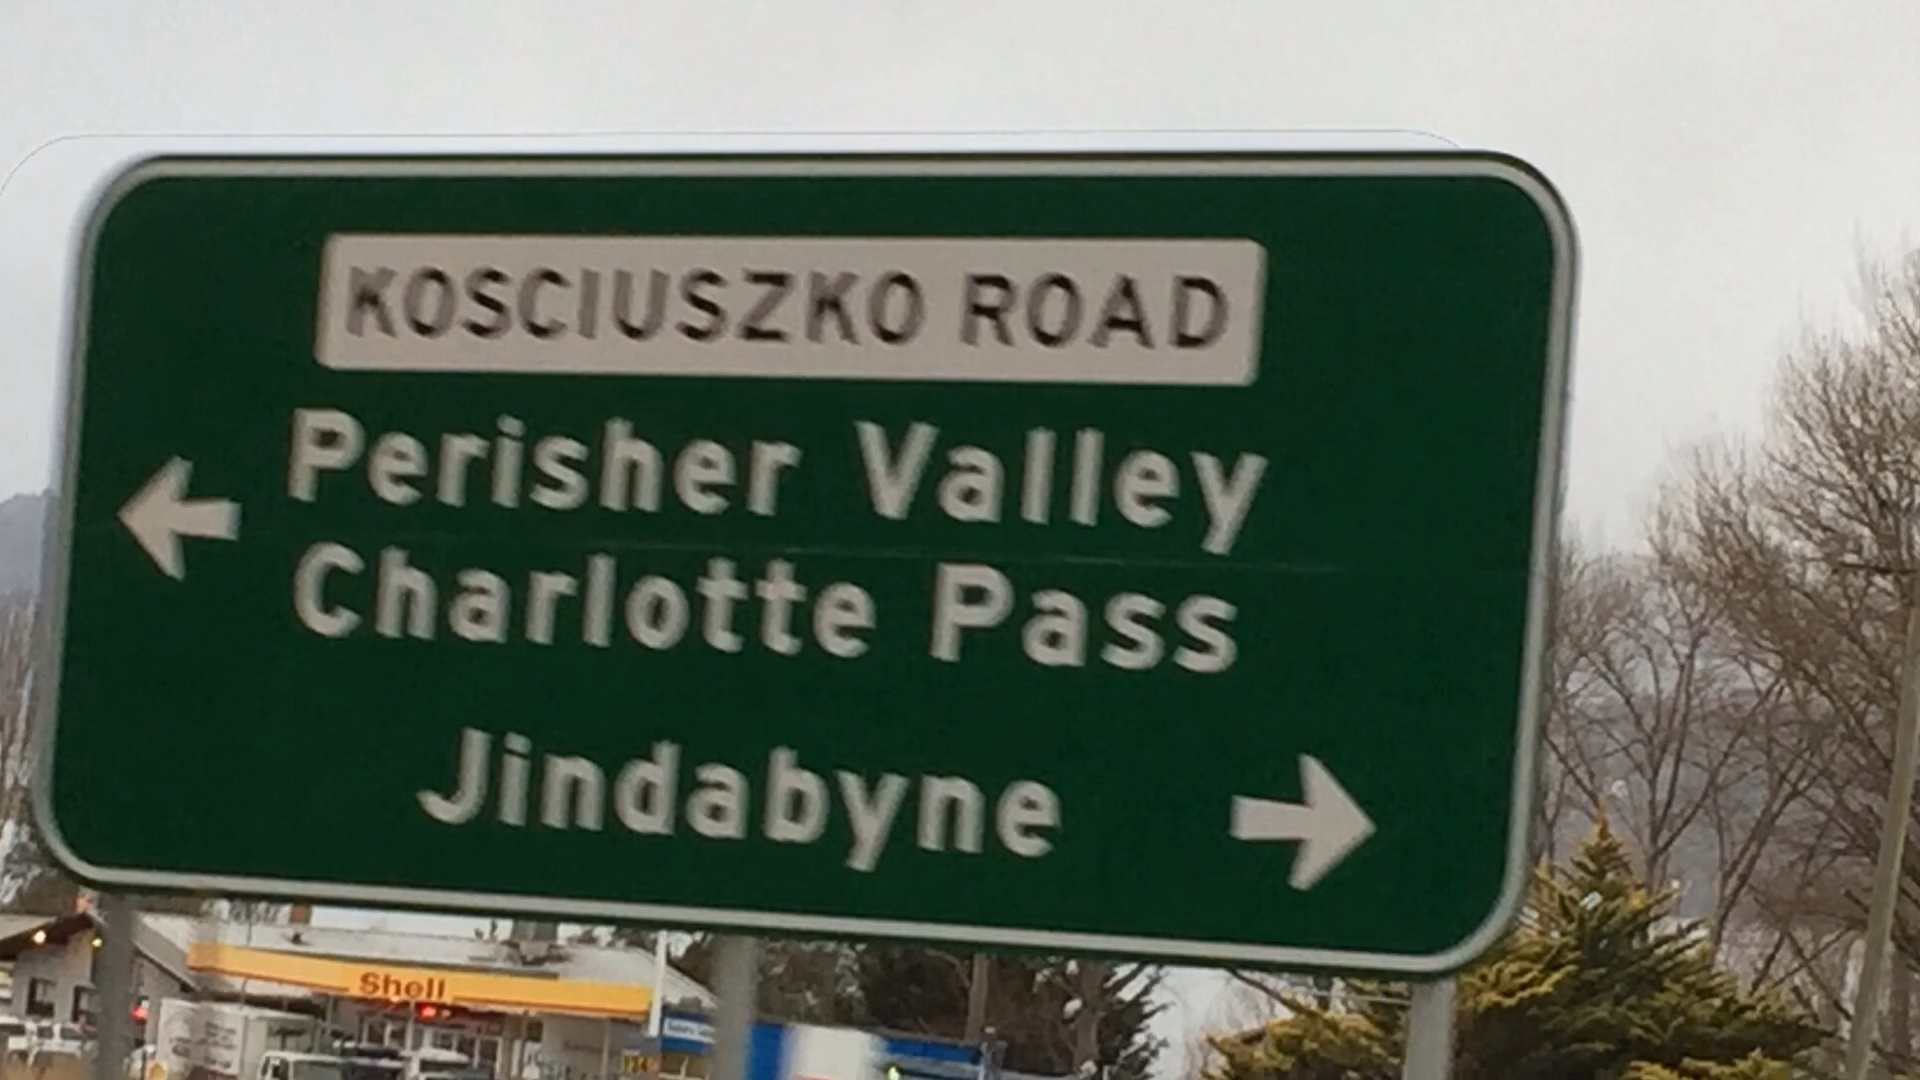 KOSCIUSZKO ROAD
Perisher Valley
Charlotte Pass
Jindabyne
Shell